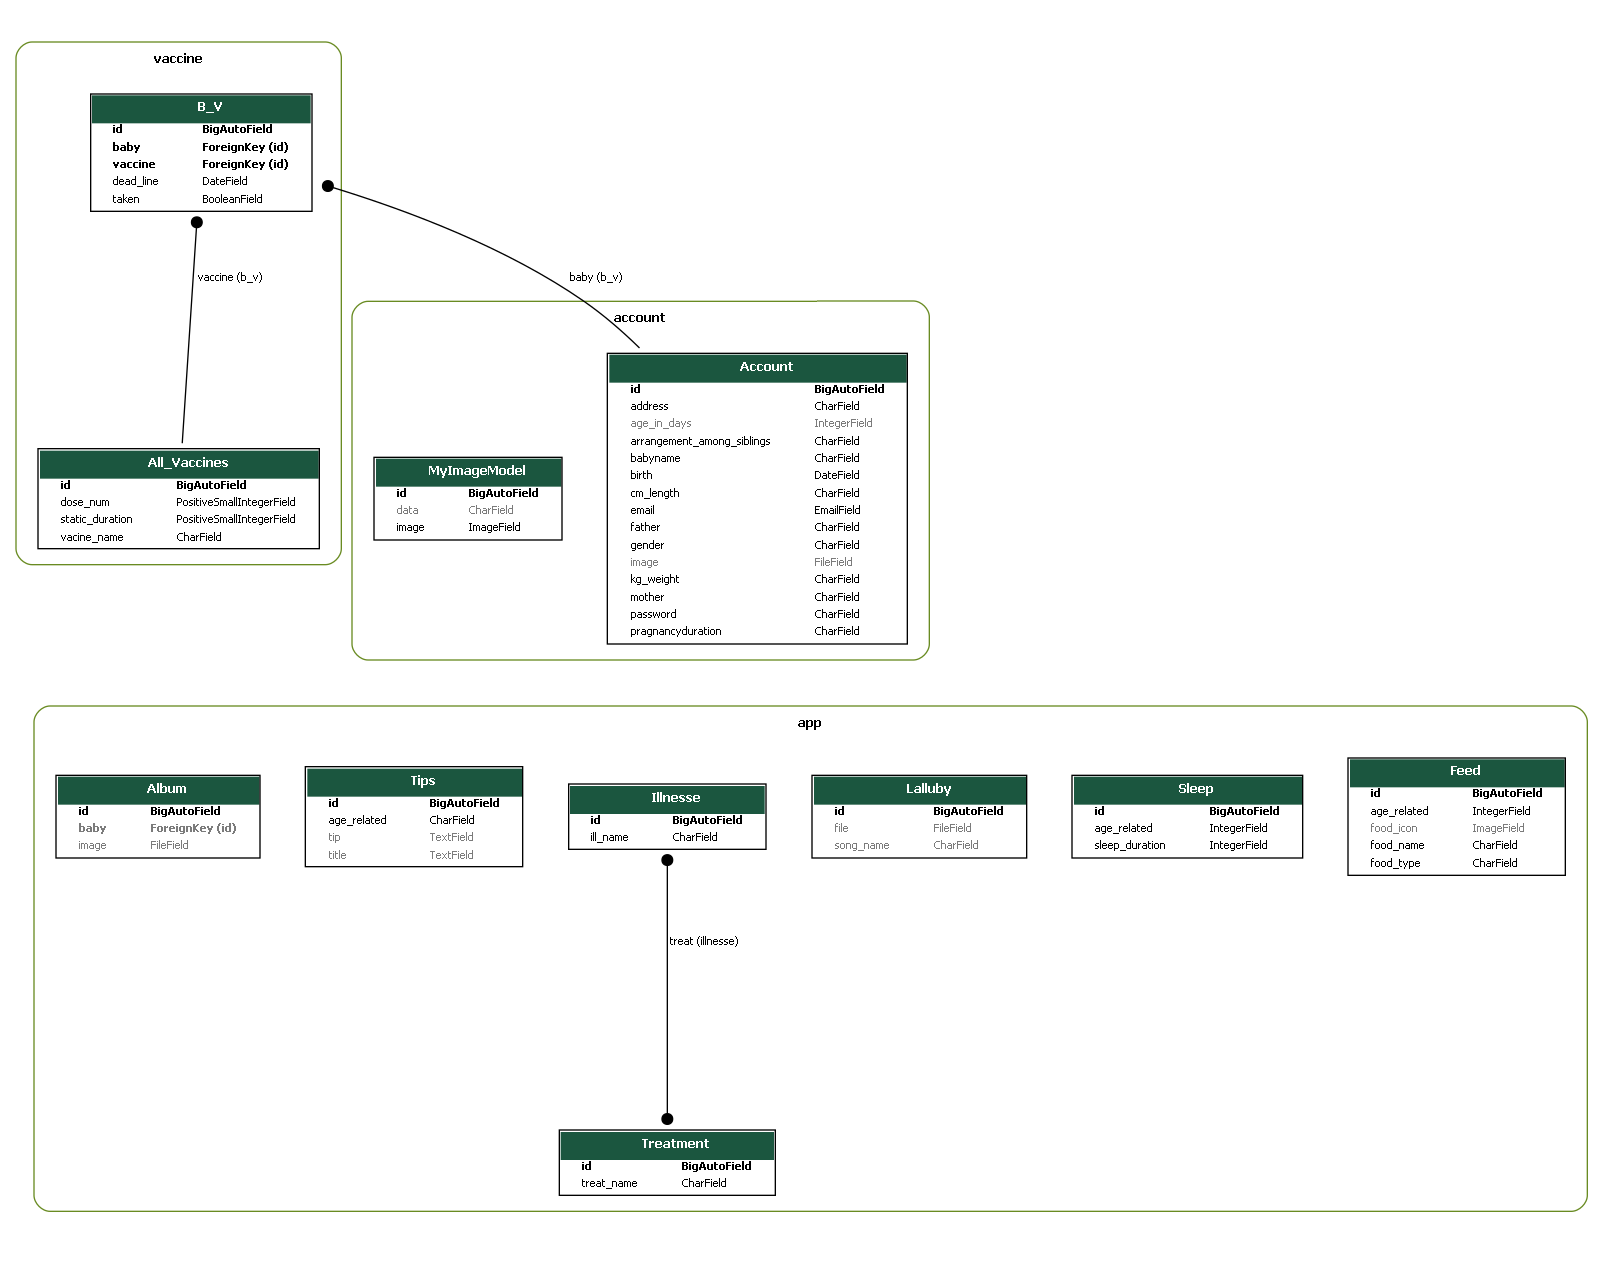 vaccine
B_V
id BigAutoField
baby ForeignKey (id)
vaccine ForeignKey (id)
dead_line DateField
taken BooleanField
vaccine (b_v)
baby (b_v)
All_Vaccines
id BigAutoField
dose_num PositiveSmallIntegerField
static_duration PositiveSmallIntegerField
vacine_name CharField
account
MyImageModel
id BigAutoField
data CharField
image ImageField
Account
id BigAutoField
address CharField
age_in_days IntegerField
arrangement_among_siblings CharField
babyname CharField
birth DateField
cm_length CharField
email EmailField
father CharField
gender CharField
image FileField
kg_weight CharField
mother CharField
password CharField
pragnancyduration CharField
app
Album
id BigAutoField
baby ForeignKey (id)
image FileField
Tips
id BigAutoField
age_related CharField
tip TextField
title TextField
Illnesse
id BigAutoField
ill_name CharField
Lalluby
id BigAutoField
file FileField
song_name CharField
Sleep
id BigAutoField
age_related IntegerField
sleep_duration IntegerField
Feed
id BigAutoField
age_related IntegerField
food_icon ImageField
food_name CharField
food_type CharField
treat (illnesse)
Treatment
id BigAutoField
treat_name CharField